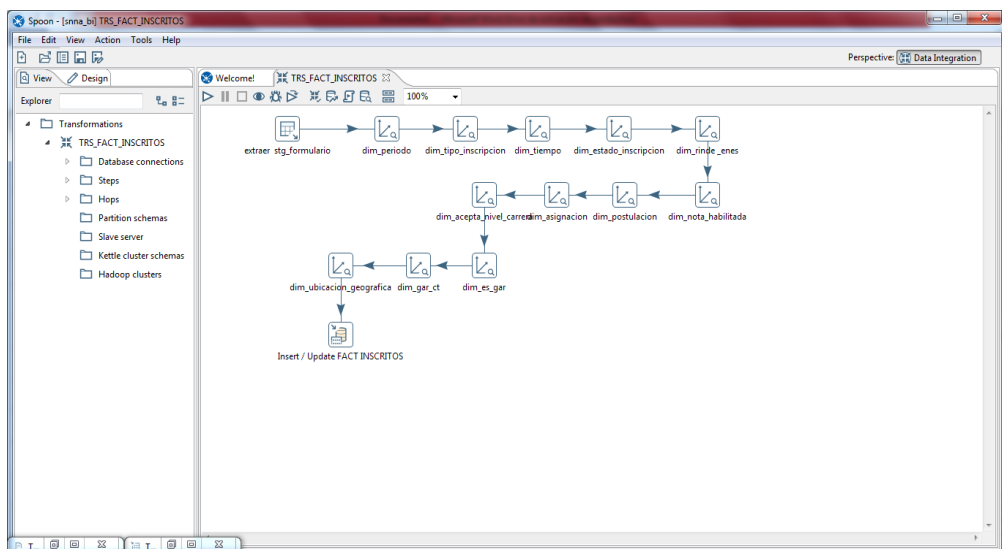 Spoon - [snna_bi] TRS_FACT_INSCRITOS
File Edit View Action Tools Help
Perspective: Data Integration
View Design
Welcome! TRS_FACT_INSCRITOS
Explorer
100%
Transformations
TRS_FACT_INSCRITOS
Database connections
Steps
Hops
Partition schemas
Slave server
Kettle cluster schemas
Hadoop clusters
extraer stg_formulario dim_periodo dim_tipo_inscripcion dim_tiempo dim_estado_inscripcion dim_rinde_enes
dim_acepta_nivel_carrera dim_asignacion dim_postulacion dim_nota_habilitada
dim_ubicacion_geografica dim_gar_ct dim_es_gar
Insert / Update FACT INSCRITOS
T... T...